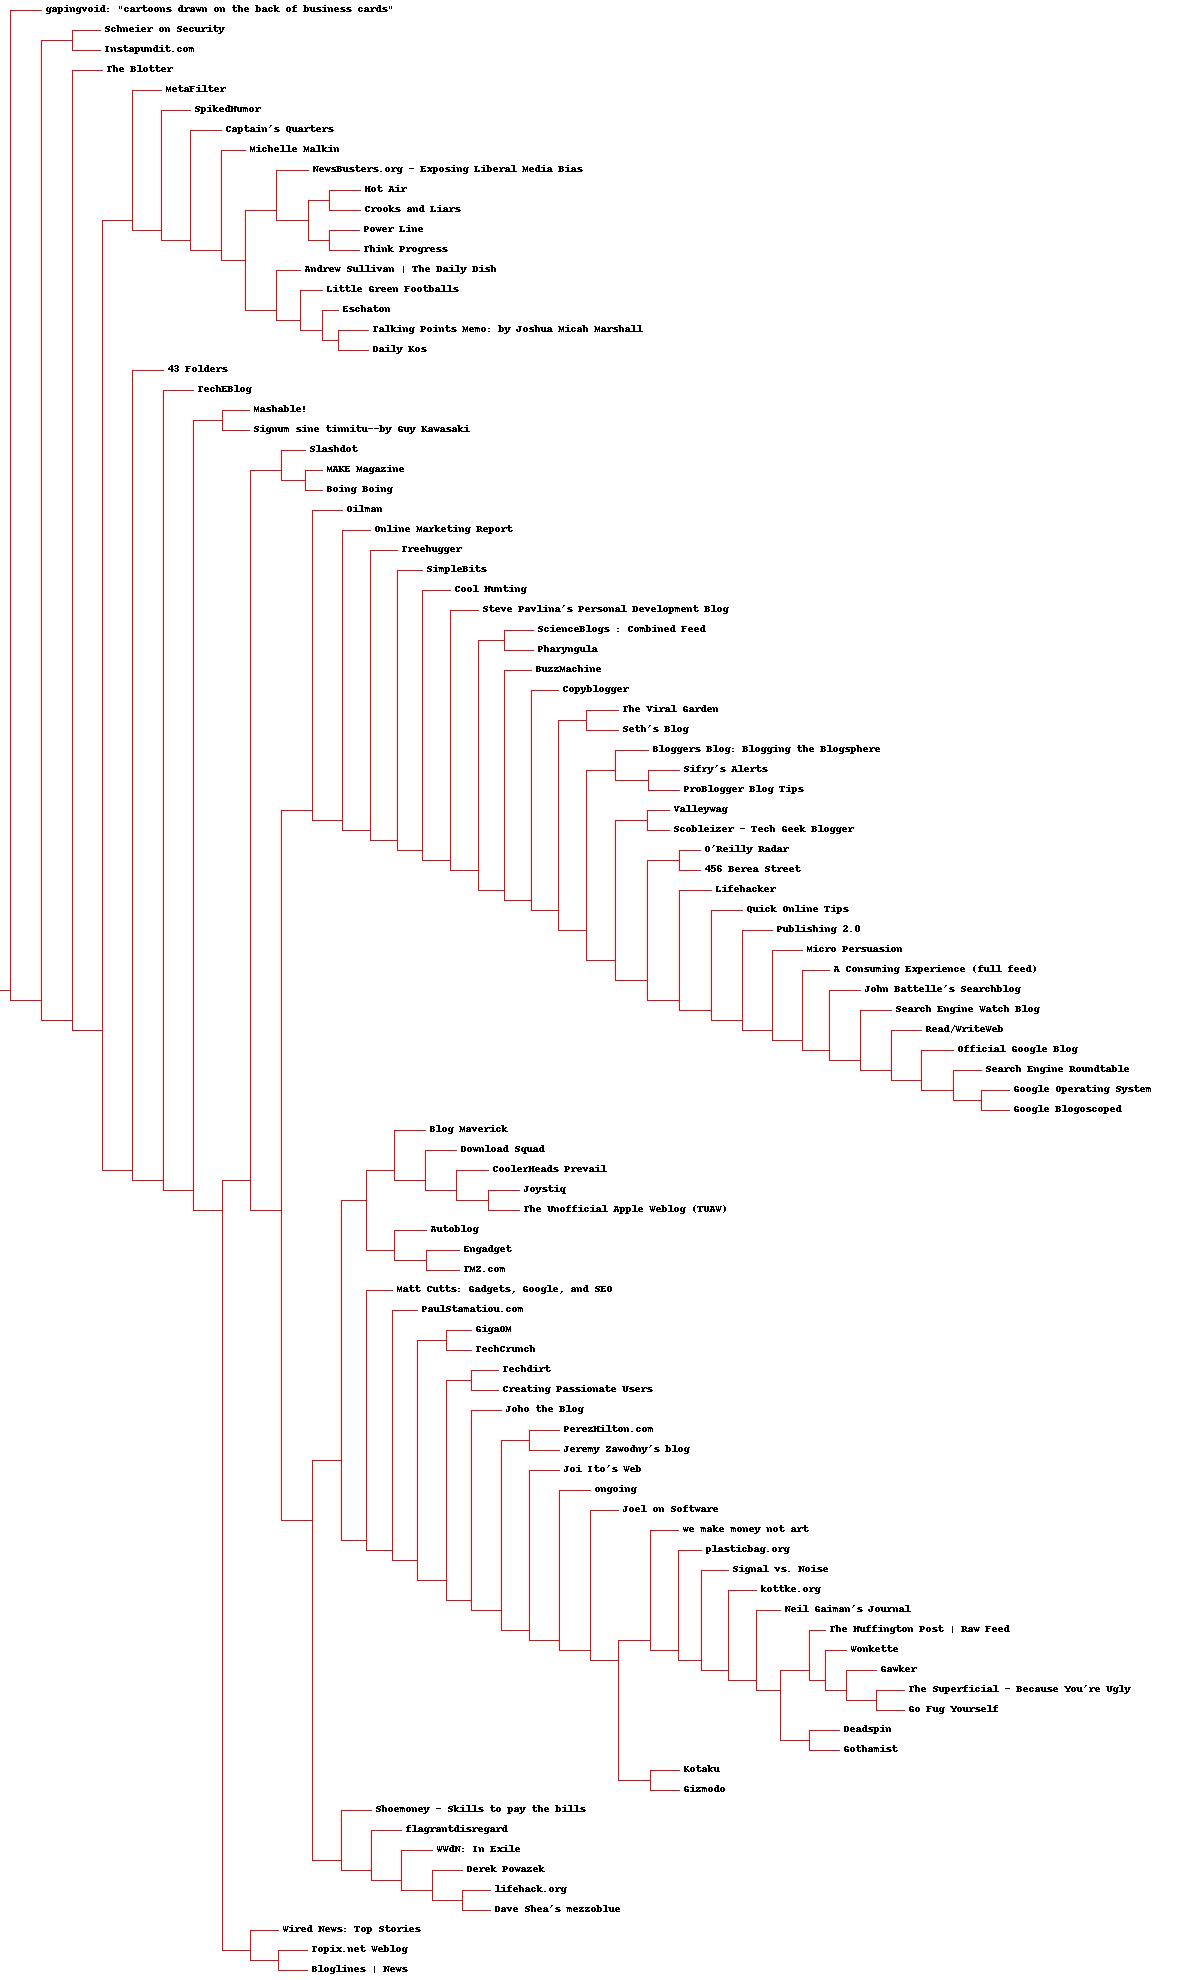 gapingvoid: "cartoons drawn on the back of business cards"
Schneier on Security
Instapundit.com
The Blotter
MetaFilter
SpikedHumor
Captain's Quarters
Michelle Malkin
NewsBusters.org - Exposing Liberal Media Bias
Hot Air
Crooks and Liars
Power Line
Think Progress
Andrew Sullivan | The Daily Dish
Little Green Footballs
Eschaton
Talking Points Memo: by Joshua Micah Marshall
Daily Kos
43 Folders
TechEBlog
Mashable!
Signum sine tinnitu--by Guy Kawasaki
Slashdot
MAKE Magazine
Boing Boing
Oilman
Online Marketing Report
Treehugger
SimpleBits
Cool Hunting
Steve Pavlina's Personal Development Blog
ScienceBlogs : Combined Feed
Pharyngula
BuzzMachine
Copyblogger
The Viral Garden
Seth's Blog
Bloggers Blog: Blogging the Blogsphere
Sifry's Alerts
ProBlogger Blog Tips
Valleywag
Scobleizer - Tech Geek Blogger
O'Reilly Radar
456 Berea Street
Lifehacker
Quick Online Tips
Publishing 2.0
Micro Persuasion
A Consuming Experience (full feed)
John Battelle's Searchblog
Search Engine Watch Blog
Read/WriteWeb
Official Google Blog
Search Engine Roundtable
Google Operating System
Google Blogoscoped
Blog Maverick
Download Squad
CoolerHeads Prevail
Joystiq
The Unofficial Apple Weblog (TUAW)
Autoblog
Engadget
TMZ.com
Matt Cutts: Gadgets, Google, and SEO
PaulStamatiou.com
GigaOM
TechCrunch
Techdirt
Creating Passionate Users
Joho the Blog
PerezHilton.com
Jeremy Zawodny's blog
Joi Ito's Web
ongoing
Joel on Software
we make money not art
plasticbag.org
Signal vs. Noise
kottke.org
Neil Gaiman's Journal
The Huffington Post | Raw Feed
Wonkette
Gawker
The Superficial - Because You're Ugly
Go Fug Yourself
Deadspin
Gothamist
Kotaku
Gizmodo
Shoemoney - Skills to pay the bills
flagrantdisregard
WWdN: In Exile
Derek Powazek
lifehack.org
Dave Shea's mezzoblue
Wired News: Top Stories
Topix.net Weblog
Bloglines | News